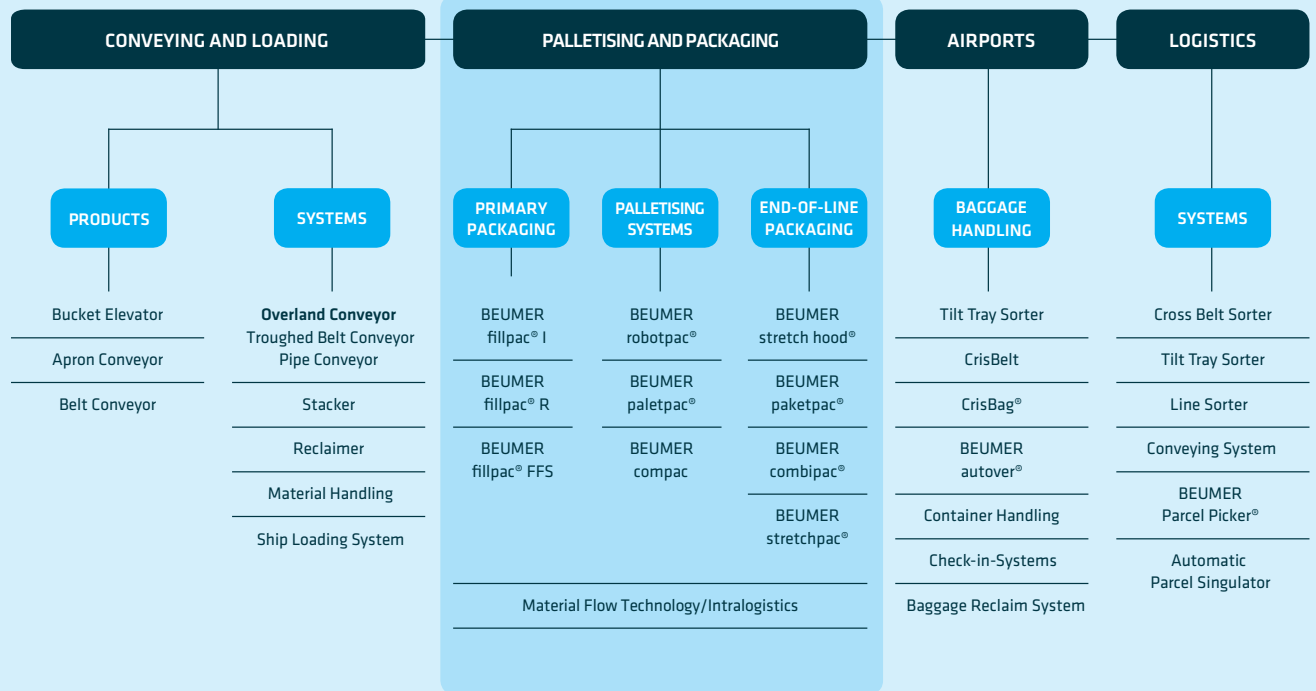 CONVEYING AND LOADING
PALLETISING AND PACKAGING
AIRPORTS
LOGISTICS
PRODUCTS
SYSTEMS
PRIMARY
PACKAGING
PALLETISING
SYSTEMS
END-OF-LINE
PACKAGING
BAGGAGE
HANDLING
SYSTEMS
Bucket Elevator
Apron Conveyor
Belt Conveyor
Overland Conveyor
Troughed Belt Conveyor
Pipe Conveyor
Stacker
Reclaimer
Material Handling
Ship Loading System
BEUMER
fillpac® I
BEUMER
fillpac® R
BEUMER
fillpac® FFS
BEUMER
robotpac®
BEUMER
paletpac®
BEUMER
compac
BEUMER
stretch hood®
BEUMER
paketpac®
BEUMER
combipac®
BEUMER
stretchpac®
Material Flow Technology/Intralogistics
Tilt Tray Sorter
CrisBelt
CrisBag®
BEUMER
autover®
Container Handling
Check-in-Systems
Baggage Reclaim System
Cross Belt Sorter
Tilt Tray Sorter
Line Sorter
Conveying System
BEUMER
Parcel Picker®
Automatic
Parcel Singulator